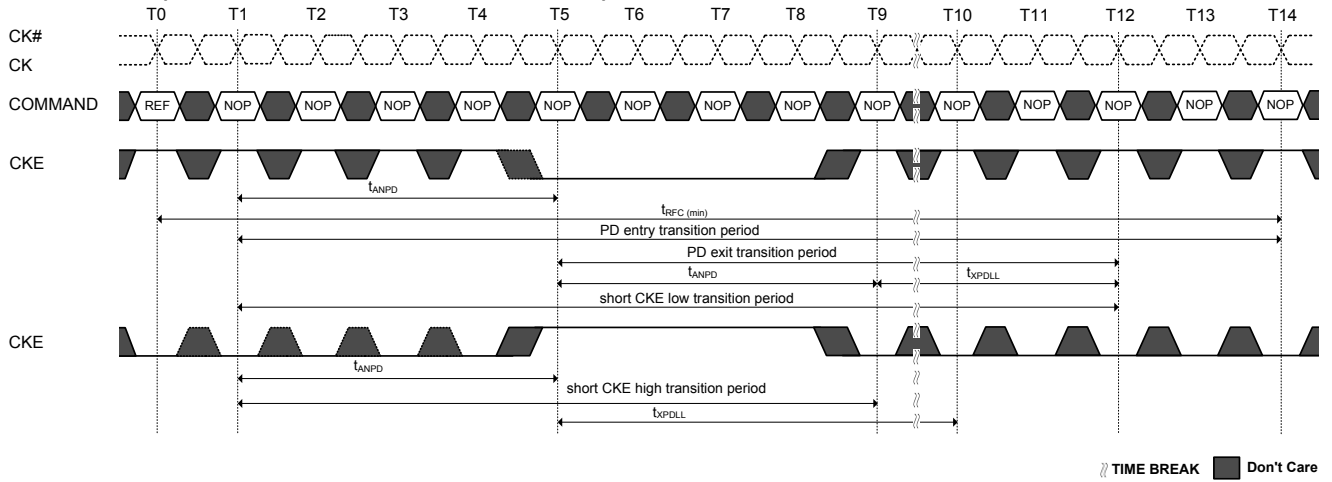 T0 T1 T2 T3 T4 T5 T6 T7 T8 T9 T10 T11 T12 T13 T14
CK#
CK
COMMAND REF NOP NOP NOP NOP NOP NOP NOP NOP NOP NOP NOP NOP NOP NOP
CKE
tANPD
tRFC (min)
PD entry transition period
PD exit transition period
tANPD tXPDLL
short CKE low transition period
CKE
tANPD
short CKE high transition period
tXPDLL
TIME BREAK Don't Care